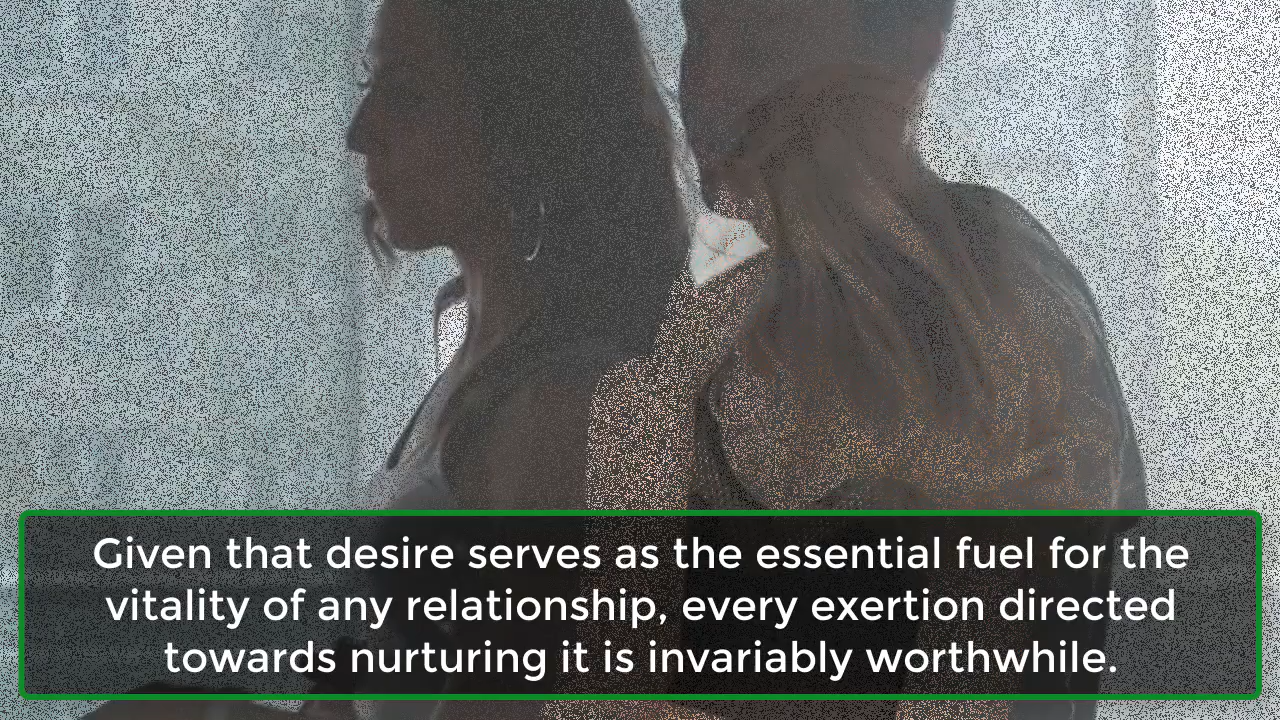 Given that desire serves as the essential fuel for the
vitality of any relationship, every exertion directed
towards nurturing it is invariably worthwhile.